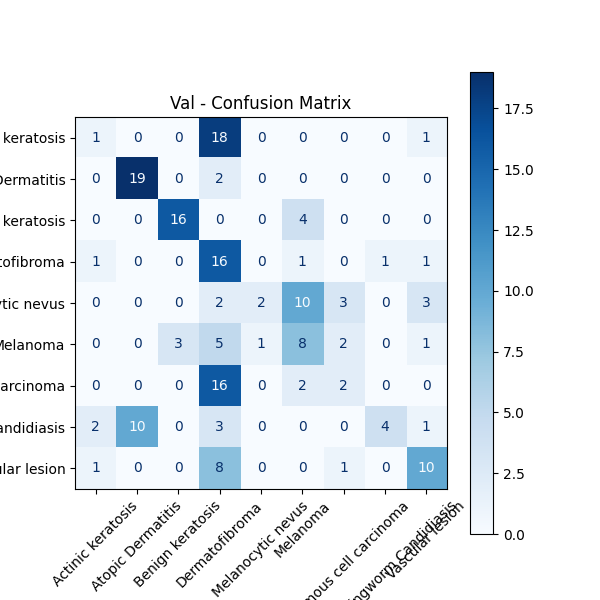 Val - Confusion Matrix
keratosis 1 0 0 18 0 0 0 0 1
Dermatitis 0 19 0 2 0 0 0 0 0
keratosis 0 0 16 0 0 4 0 0 0
tofibroma 1 0 0 16 0 1 0 1 1
tic nevus 0 0 0 2 2 10 3 0 3
Melanoma 0 0 3 5 1 8 2 0 1
arcinoma 0 0 0 16 0 2 2 0 0
andidiasis 2 10 0 3 0 0 0 4 1
lar lesion 1 0 0 8 0 0 1 0 10
Actinic keratosis
Atopic Dermatitis
Benign keratosis
Dermatofibroma
Melanocytic nevus
Melanoma
mous cell carcinoma
ngworm Candidiasis
Vascular lesion
17.5
15.0
12.5
10.0
7.5
5.0
2.5
0.0